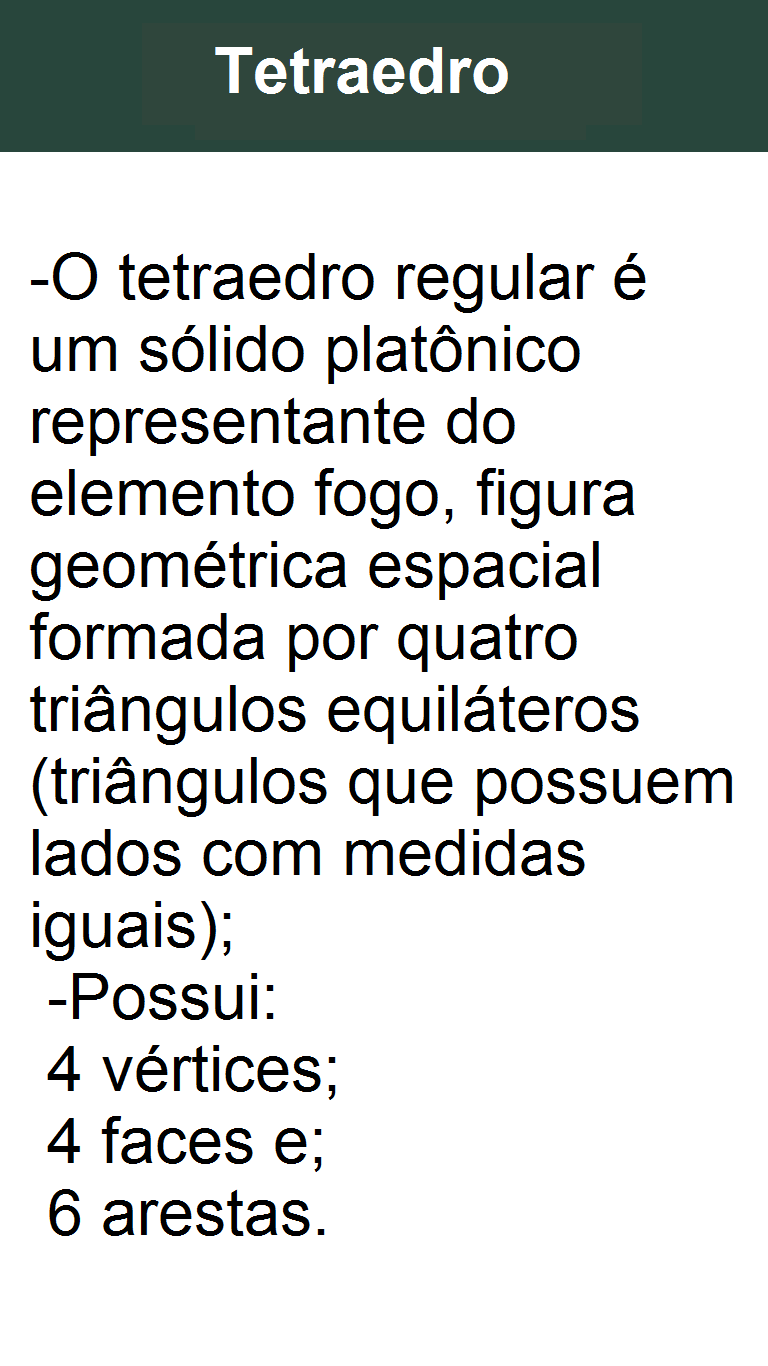 Tetraedro
-O tetraedro regular é
um sólido platônico
representante do
elemento fogo, figura
geométrica espacial
formada por quatro
triângulos equiláteros
(triângulos que possuem
lados com medidas
iguais);
-Possui:
4 vértices;
4 faces e;
6 arestas.